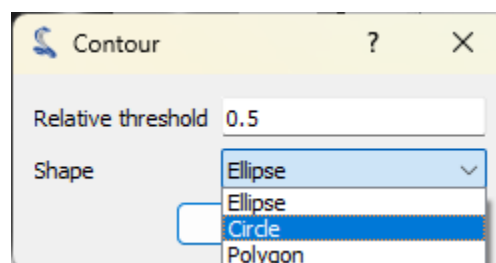 Contour ?
Relative threshold 0.5
Shape Ellipse
Ellipse
Circle
Polygon